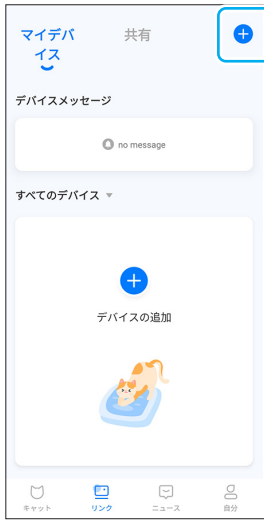 マイデバ
イス
共有
デバイスメッセージ
no message
すべてのデバイス
デバイスの追加
キャット
リンク
ニュース
自分